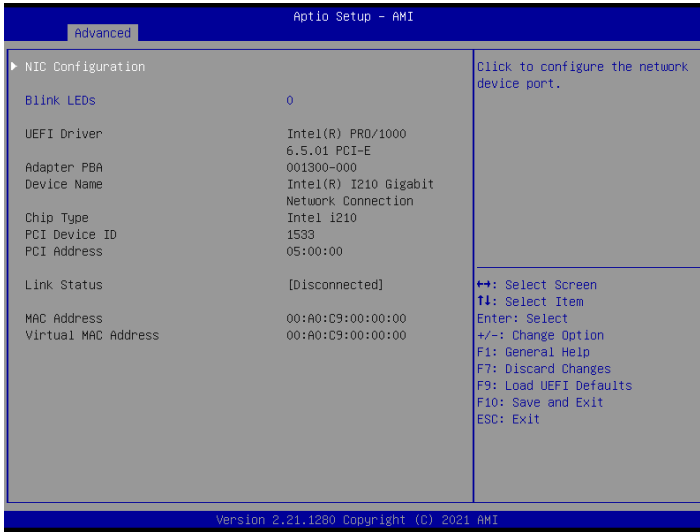 Aptio Setup – AMI
Advanced
▶ NIC Configuration
Blink LEDs 0
UEFI Driver Intel(R) PRO/1000
6.5.01 PCI-E
Adapter PBA 001300-000
Device Name Intel(R) I210 Gigabit
Network Connection
Chip Type Intel i210
PCI Device ID 1533
PCI Address 05:00:00
Link Status [Disconnected]
MAC Address 00:A0:C9:00:00:00
Virtual MAC Address 00:A0:C9:00:00:00
Click to configure the network
device port.
↔: Select Screen
↑↓: Select Item
Enter: Select
+/-: Change Option
F1: General Help
F7: Discard Changes
F9: Load UEFI Defaults
F10: Save and Exit
ESC: Exit
Version 2.21.1280 Copyright (C) 2021 AMI